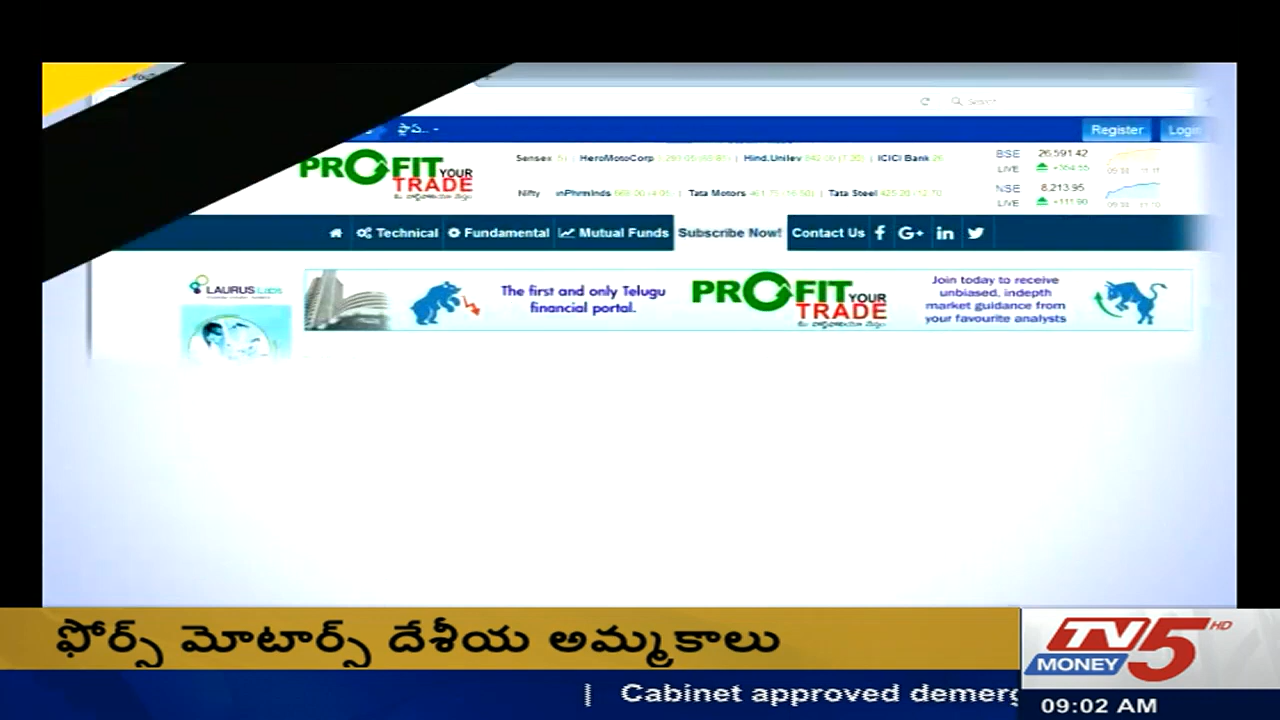 Search
Register
Login
PROFIT YOUR TRADE
Sensex | HeroMotoCorp | Hind.Unilev | ICICI Bank
Nifty | Tata Motors | Tata Steel
BSE 26,591.42
LIVE
NSE 8,213.95
LIVE +111.90
Technical Fundamental Mutual Funds Subscribe Now! Contact Us
LAURUS Labs
The first and only Telugu
financial portal.
PROFIT YOUR TRADE
Join today to receive
unbiased, indepth
market guidance from
your favourite analysts
ఫోర్స్ మోటార్స్ దేశీయ అమ్మకాలు
TV5 HD
MONEY
| Cabinet approved demerg
09:02 AM